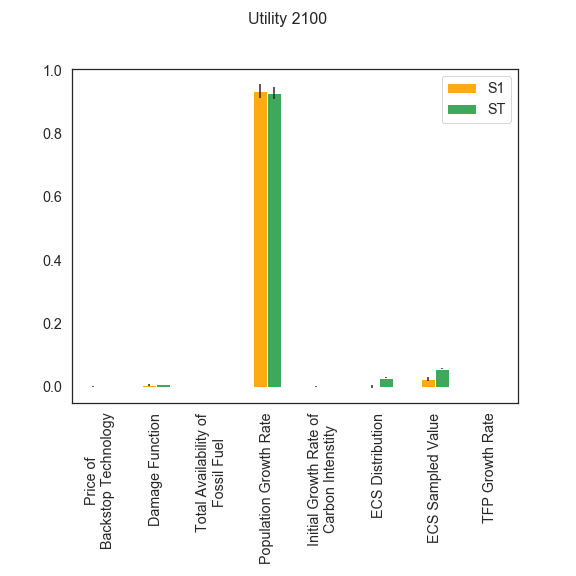 Utility 2100
1.0
0.8
0.6
0.4
0.2
0.0
S1
ST
Price of
Backstop Technology
Damage Function
Total Availability of
Fossil Fuel
Population Growth Rate
Initial Growth Rate of
Carbon Intenstity
ECS Distribution
ECS Sampled Value
TFP Growth Rate